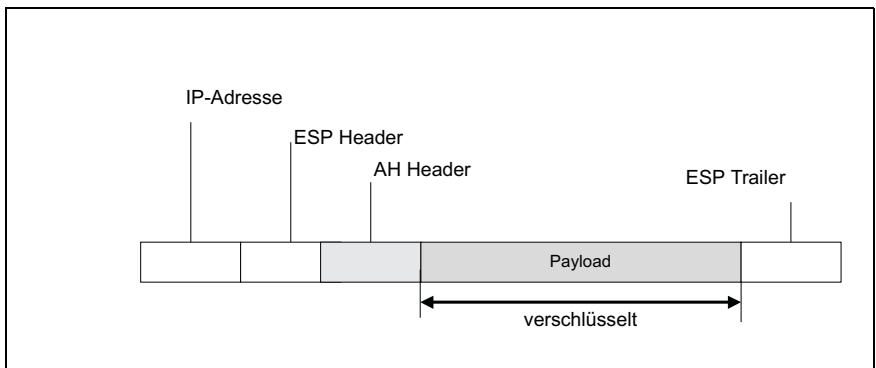 IP-Adresse
ESP Header
AH Header
ESP Trailer
Payload
verschlüsselt